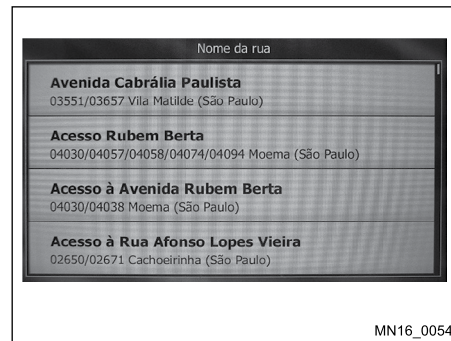 Nome da rua
Avenida Cabrália Paulista
03551/03657 Vila Matilde (São Paulo)
Acesso Rubem Berta
04030/04057/04058/04074/04094 Moema (São Paulo)
Acesso à Avenida Rubem Berta
04030/04038 Moema (São Paulo)
Acesso à Rua Afonso Lopes Vieira
02650/02671 Cachoeirinha (São Paulo)
MN16_0054